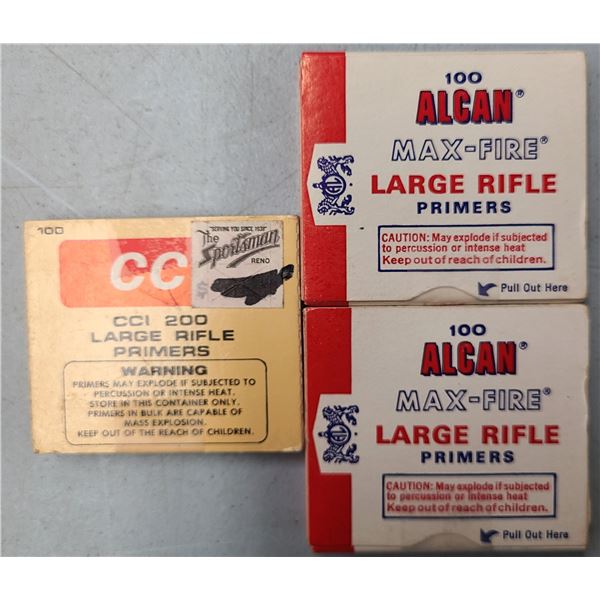 100
CC
"SERVING YOU SINCE 1938"
The
Sportsman
RENO
$
CCI 200
LARGE RIFLE
PRIMERS
WARNING
PRIMERS MAY EXPLODE IF SUBJECTED TO
PERCUSSION OR INTENSE HEAT.
STORE IN THIS CONTAINER ONLY.
PRIMERS IN BULK ARE CAPABLE OF
MASS EXPLOSION.
KEEP OUT OF THE REACH OF CHILDREN.
100
ALCAN®
MAX-FIRE®
LARGE RIFLE
PRIMERS
CAUTION: May explode if subjected
to percussion or intense heat
Keep out of reach of children.
Pull Out Here
100
ALCAN®
MAX-FIRE®
LARGE RIFLE
PRIMERS
CAUTION: May explode if subjected
to percussion or intense heat
Keep out of reach of children.
Pull Out Here